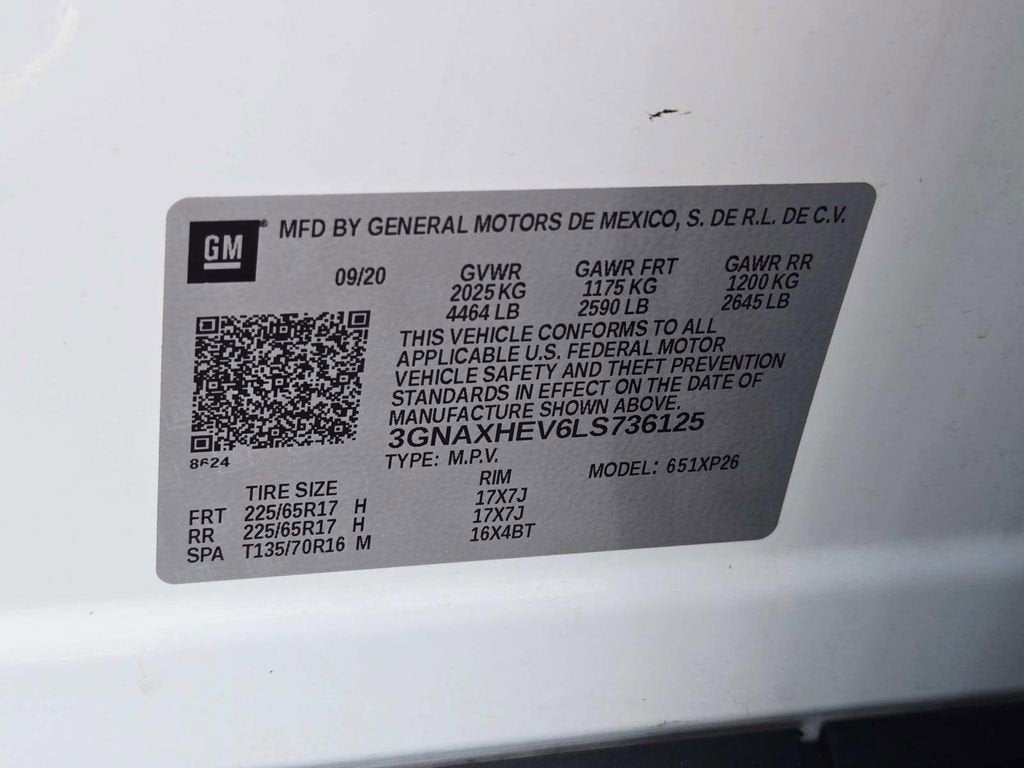 GM® MFD BY GENERAL MOTORS DE MEXICO, S. DE R.L. DE C.V.
09/20 GVWR GAWR FRT GAWR RR
2025 KG 1175 KG 1200 KG
4464 LB 2590 LB 2645 LB
THIS VEHICLE CONFORMS TO ALL
APPLICABLE U.S. FEDERAL MOTOR
VEHICLE SAFETY AND THEFT PREVENTION
STANDARDS IN EFFECT ON THE DATE OF
MANUFACTURE SHOWN ABOVE.
3GNAXHEV6LS736125
8624
TYPE: M.P.V. MODEL: 651XP26
TIRE SIZE RIM
FRT 225/65R17 H 17X7J
RR 225/65R17 H 17X7J
SPA T135/70R16 M 16X4BT